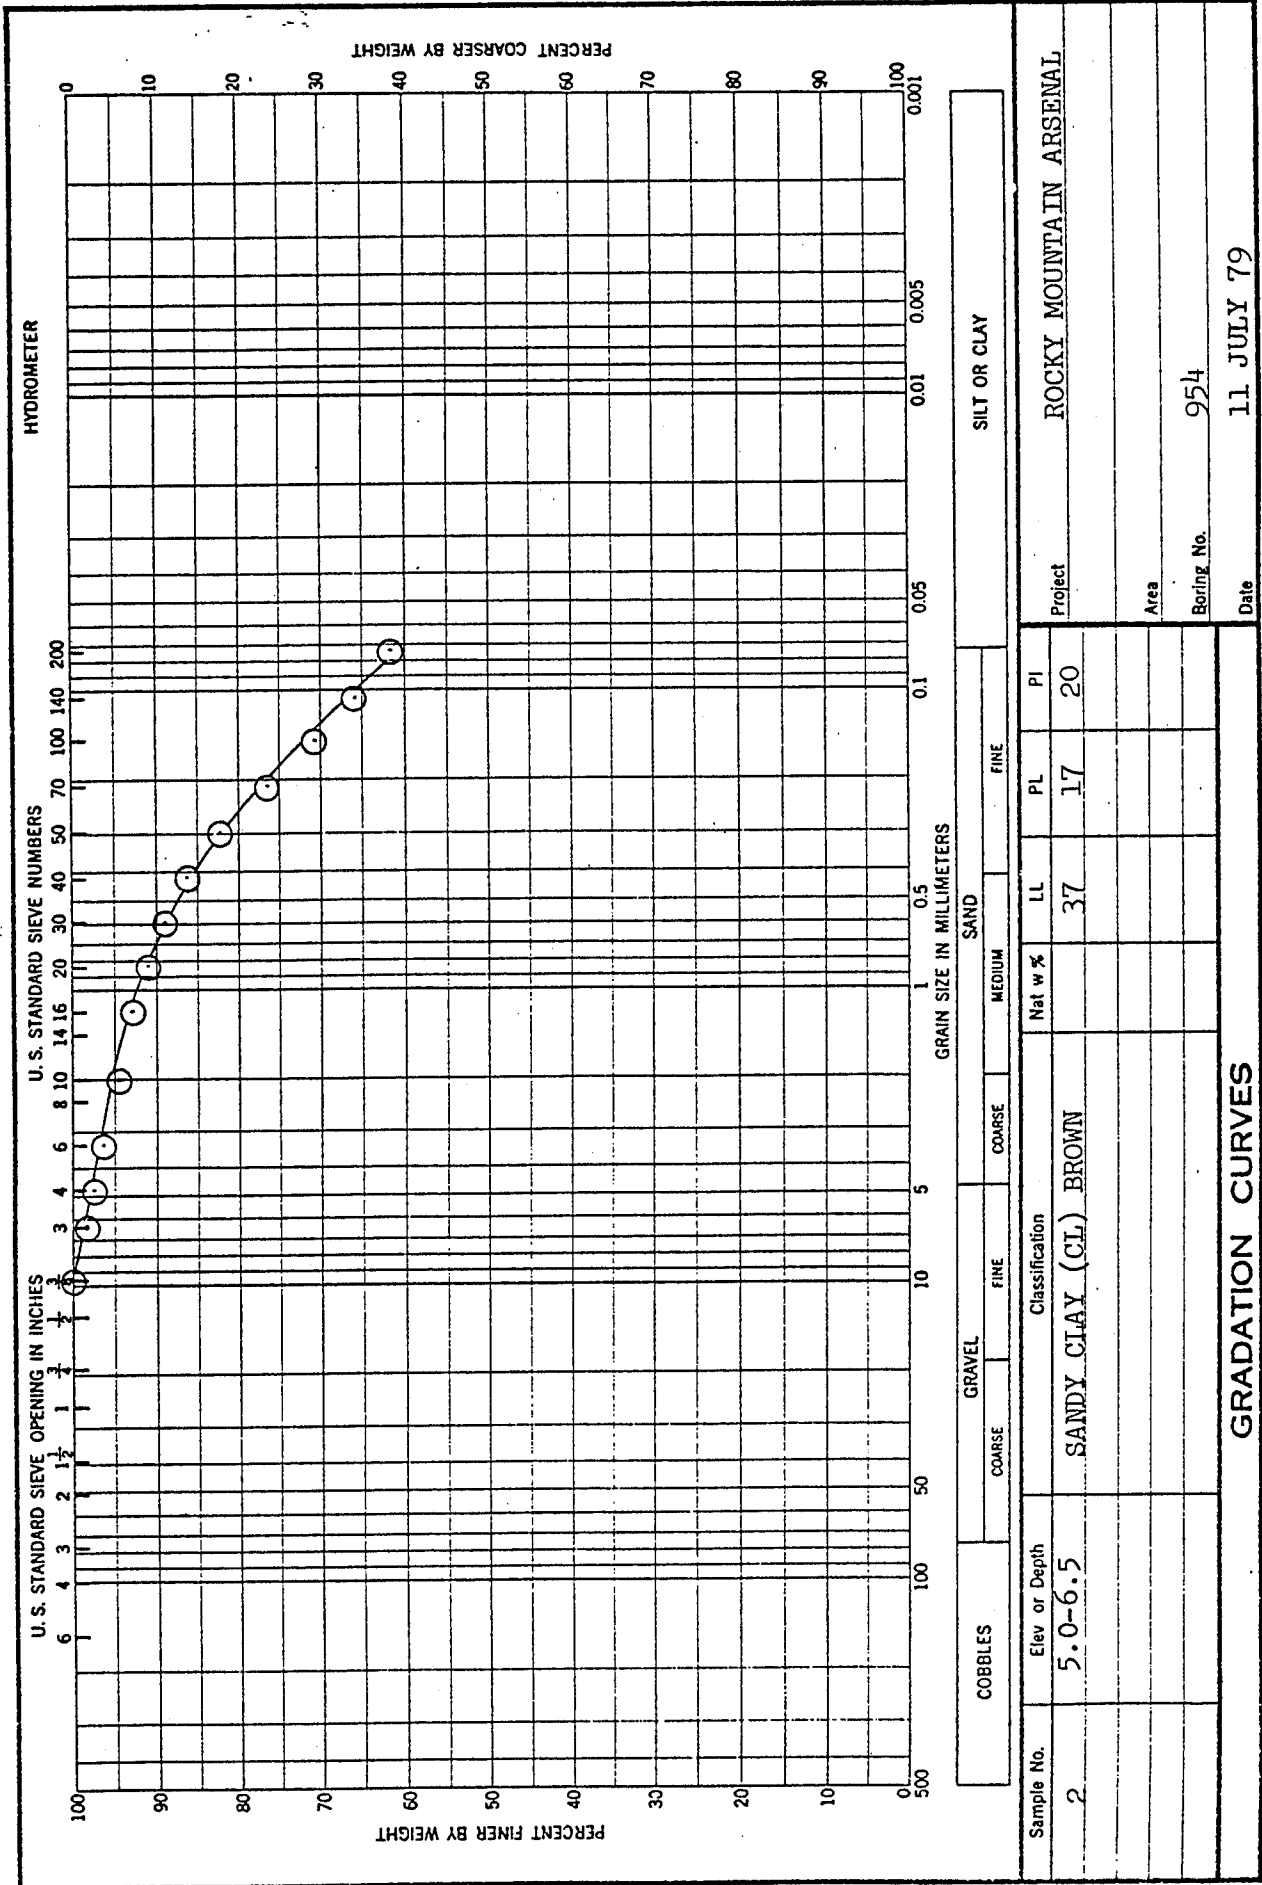 U. S. STANDARD SIEVE OPENING IN INCHES
U. S. STANDARD SIEVE NUMBERS
HYDROMETER
6 4 3 2 1½ 1 ¾ ½ ⅜ 3 4 6 8 10 14 16 20 30 40 50 70 100 140 200
PERCENT FINER BY WEIGHT
100
90
80
70
60
50
40
30
20
10
0
PERCENT COARSER BY WEIGHT
0
10
20
30
40
50
60
70
80
90
100
500 100 50 10 5 1 0.5 0.1 0.05 0.01 0.005 0.001
GRAIN SIZE IN MILLIMETERS
COBBLES GRAVEL SAND SILT OR CLAY
COARSE FINE COARSE MEDIUM FINE
Sample No. Elev or Depth Classification Nat w % LL PL PI
2 5.0-6.5 SANDY CLAY (CL) BROWN 37 17 20
Project ROCKY MOUNTAIN ARSENAL
Area
Boring No. 954
Date 11 JULY 79
GRADATION CURVES